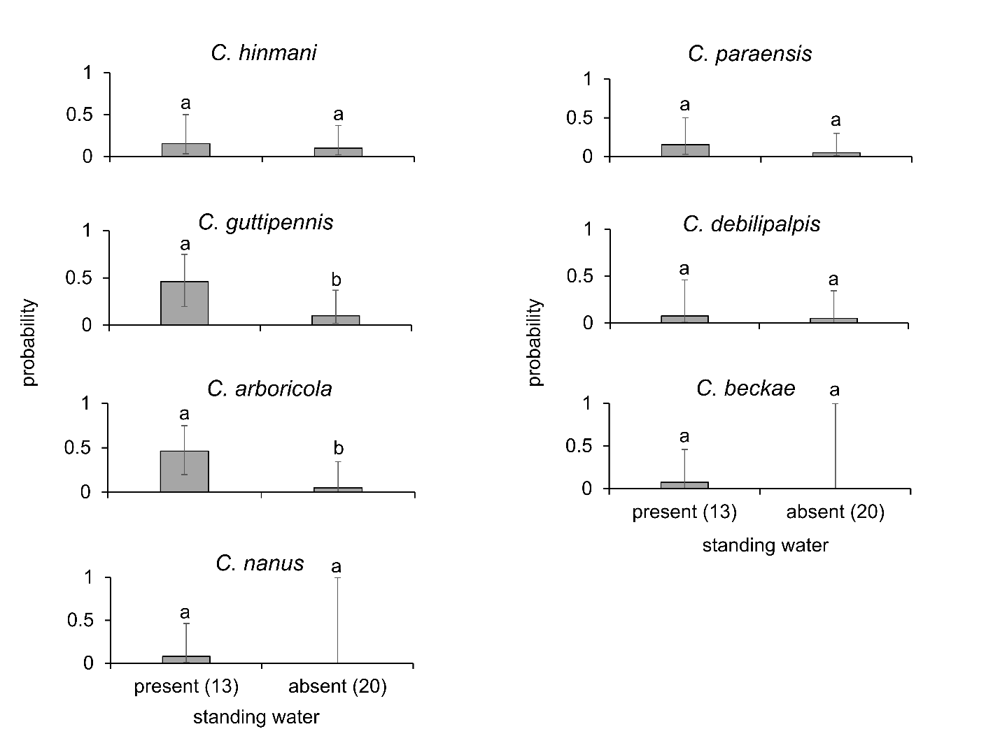 C. hinmani
1
0.5
0
a
a
C. guttipennis
1
0.5
0
a
b
probability
C. arboricola
1
0.5
0
a
b
C. nanus
1
0.5
0
a
a
present (13) absent (20)
standing water
C. paraensis
1
0.5
0
a
a
C. debilipalpis
1
0.5
0
a
a
probability
C. beckae
1
0.5
0
a
a
present (13) absent (20)
standing water